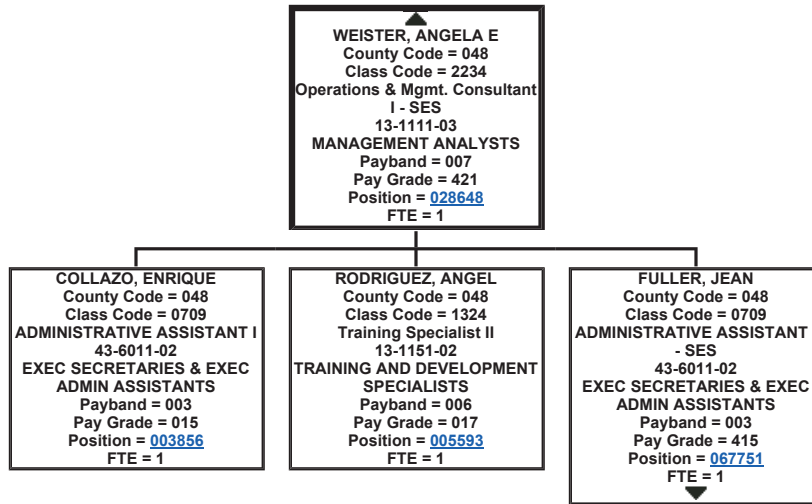 WEISTER, ANGELA E
County Code = 048
Class Code = 2234
Operations & Mgmt. Consultant
I - SES
13-1111-03
MANAGEMENT ANALYSTS
Payband = 007
Pay Grade = 421
Position = 028648
FTE = 1
COLLAZO, ENRIQUE
County Code = 048
Class Code = 0709
ADMINISTRATIVE ASSISTANT I
43-6011-02
EXEC SECRETARIES & EXEC
ADMIN ASSISTANTS
Payband = 003
Pay Grade = 015
Position = 003856
FTE = 1
RODRIGUEZ, ANGEL
County Code = 048
Class Code = 1324
Training Specialist II
13-1151-02
TRAINING AND DEVELOPMENT
SPECIALISTS
Payband = 006
Pay Grade = 017
Position = 005593
FTE = 1
FULLER, JEAN
County Code = 048
Class Code = 0709
ADMINISTRATIVE ASSISTANT
- SES
43-6011-02
EXEC SECRETARIES & EXEC
ADMIN ASSISTANTS
Payband = 003
Pay Grade = 415
Position = 067751
FTE = 1